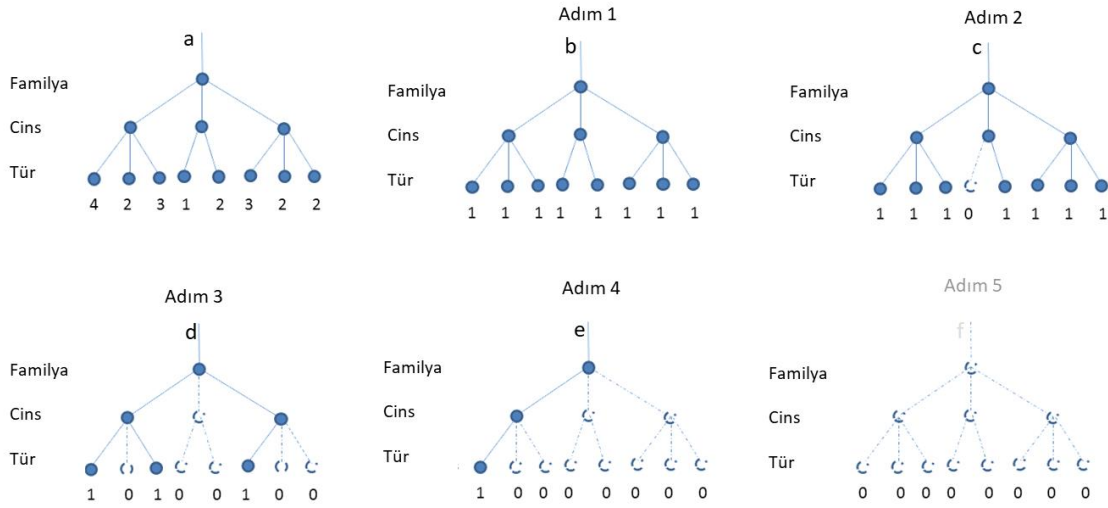 a
Familya
Cins
Tür
4 2 3 1 2 3 2 2
Adım 1
b
Familya
Cins
Tür
1 1 1 1 1 1 1 1
Adım 2
c
Familya
Cins
Tür
1 1 1 0 1 1 1 1
Adım 3
d
Familya
Cins
Tür
1 0 1 0 0 1 0 0
Adım 4
e
Familya
Cins
Tür
1 0 0 0 0 0 0 0
Adım 5
f
Familya
Cins
Tür
0 0 0 0 0 0 0 0